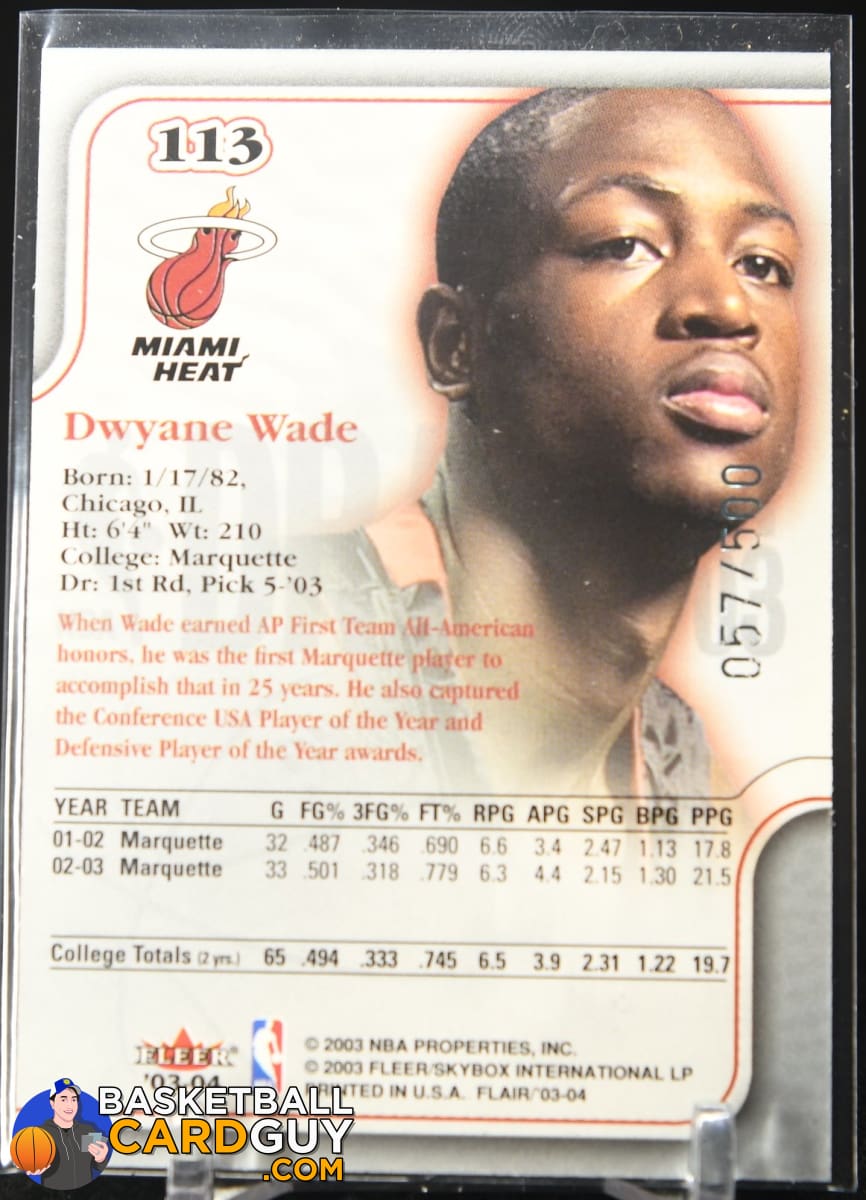 113
MIAMI
HEAT
Dwyane Wade
Born: 1/17/82,
Chicago, IL
Ht: 6'4" Wt: 210
College: Marquette
Dr: 1st Rd, Pick 5-'03
When Wade earned AP First Team All-American
honors, he was the first Marquette player to
accomplish that in 25 years. He also captured
the Conference USA Player of the Year and
Defensive Player of the Year awards.
057/500
YEAR TEAM G FG% 3FG% FT% RPG APG SPG BPG PPG
01-02 Marquette 32 .487 .346 .690 6.6 3.4 2.47 1.13 17.8
02-03 Marquette 33 .501 .318 .779 6.3 4.4 2.15 1.30 21.5
College Totals (2 yrs.) 65 .494 .333 .745 6.5 3.9 2.31 1.22 19.7
FLEER
'03-04
© 2003 NBA PROPERTIES, INC.
© 2003 FLEER/SKYBOX INTERNATIONAL LP
PRINTED IN U.S.A. FLAIR/'03-04
BASKETBALL
CARDGUY
.COM